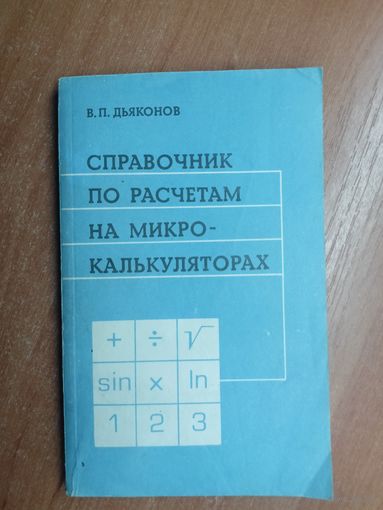 В. П. ДЬЯКОНОВ
СПРАВОЧНИК
ПО РАСЧЕТАМ
НА МИКРО-
КАЛЬКУЛЯТОРАХ
+ ÷ √
sin x ln
1 2 3